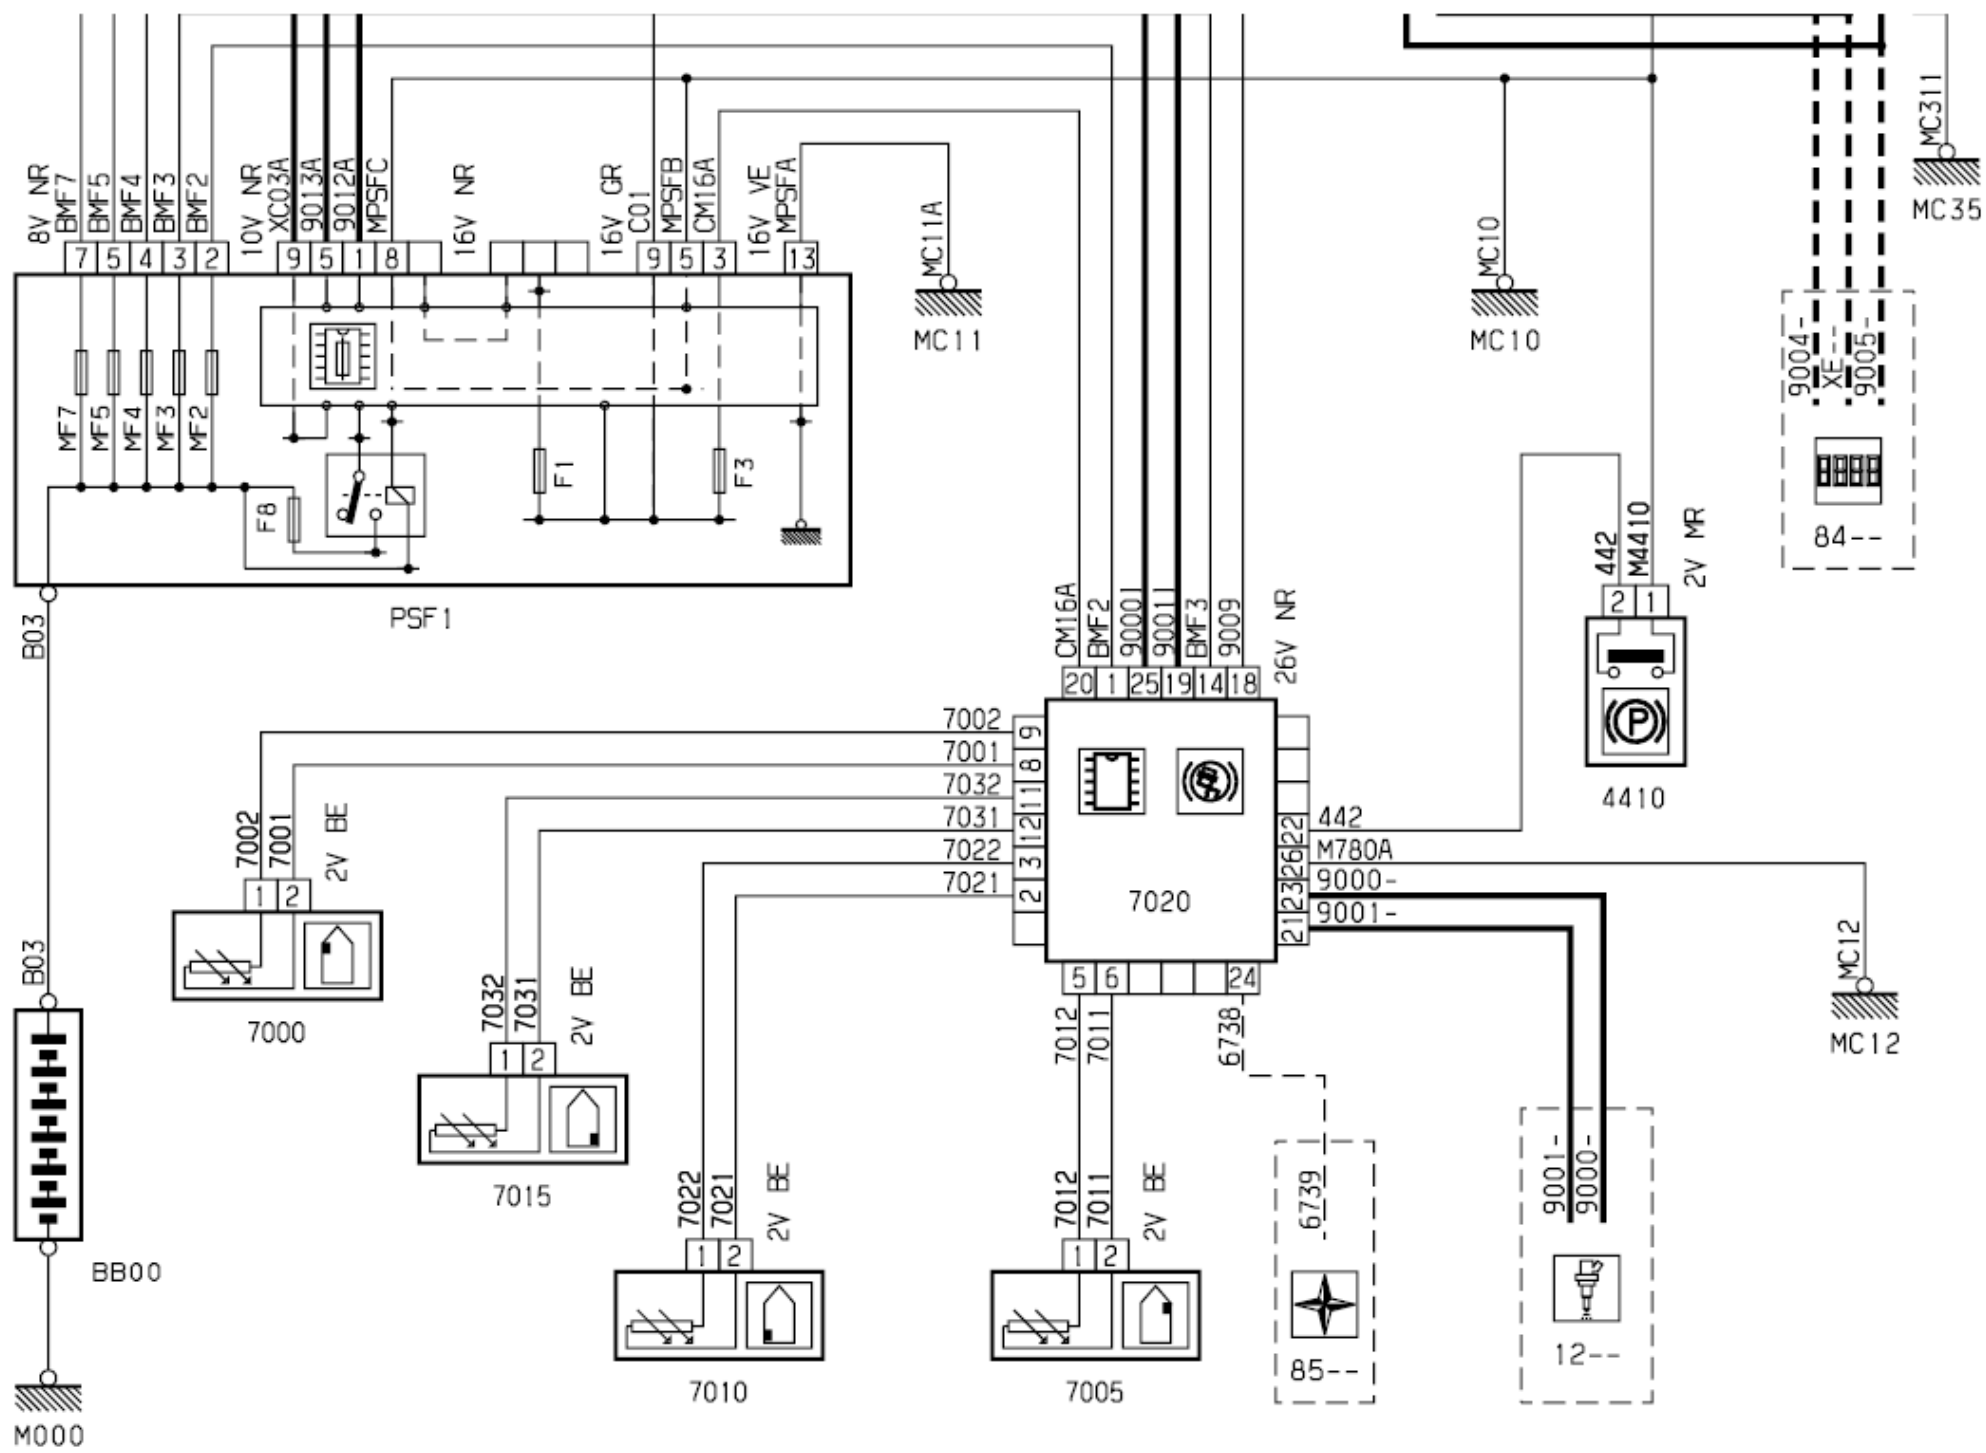 8V NR
BMF7
BMF5
BMF4
BMF3
BMF2
10V NR
XC03A
9013A
9012A
MPSFC
16V NR
16V GR
C01
MPSFB
CM16A
16V VE
MPSFA
MC11A
MC10
MC311
7 5 4 3 2
9 5 1 8
9 5 3
13
MC11
MC10
MC35
9004-
XE--
9005-
84--
MF7
MF5
MF4
MF3
MF2
F8
F1
F3
PSF1
B03
442
M4410
2V MR
2 1
P
4410
CM16A
BMF2
9000I
9001I
BMF3
9009
26V NR
20 1 25 19 14 18
7002 9
7001 8
7032 11
7031 12
7022 3
7021 2
7020
22 442
26 M780A
23 9000-
21 9001-
5 6 24
7002
7001
2V BE
1 2
7000
7032
7031
2V BE
1 2
7015
7022
7021
2V BE
1 2
7010
7012
7011
7012
7011
2V BE
1 2
7005
6738
6739
85--
9001-
9000-
12--
MC12
MC12
B03
BB00
M000